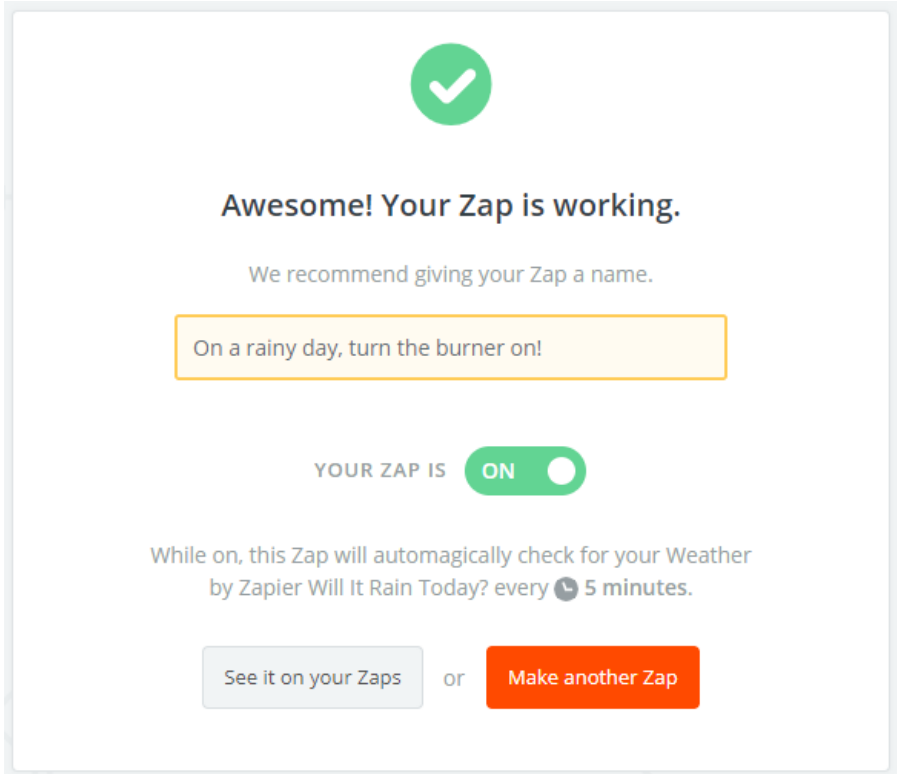 Awesome! Your Zap is working.
We recommend giving your Zap a name.
On a rainy day, turn the burner on!
YOUR ZAP IS ON
While on, this Zap will automagically check for your Weather
by Zapier Will It Rain Today? every 5 minutes.
See it on your Zaps or Make another Zap